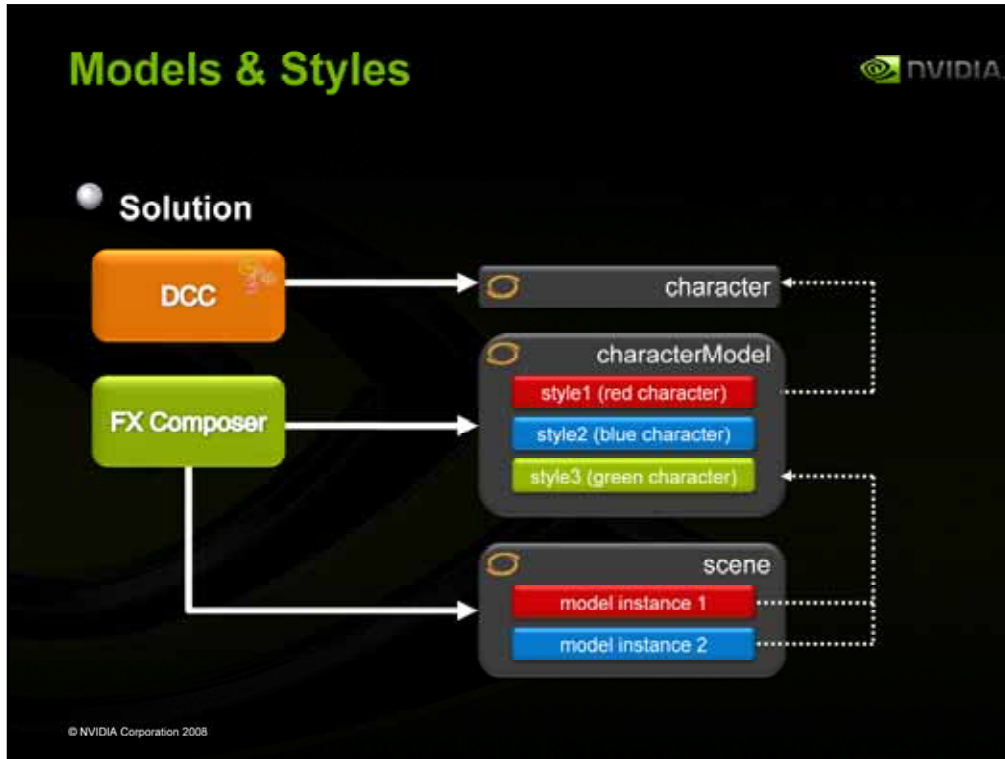 Models & Styles
NVIDIA.
Solution
DCC
character
characterModel
style1 (red character)
FX Composer
style2 (blue character)
style3 (green character)
scene
model instance 1
model instance 2
© NVIDIA Corporation 2008